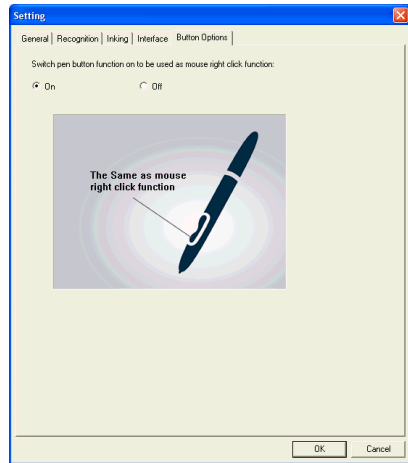 Setting
General Recognition Inking Interface Button Options
Switch pen button function on to be used as mouse right click function:
On Off
The Same as mouse
right click function
OK Cancel